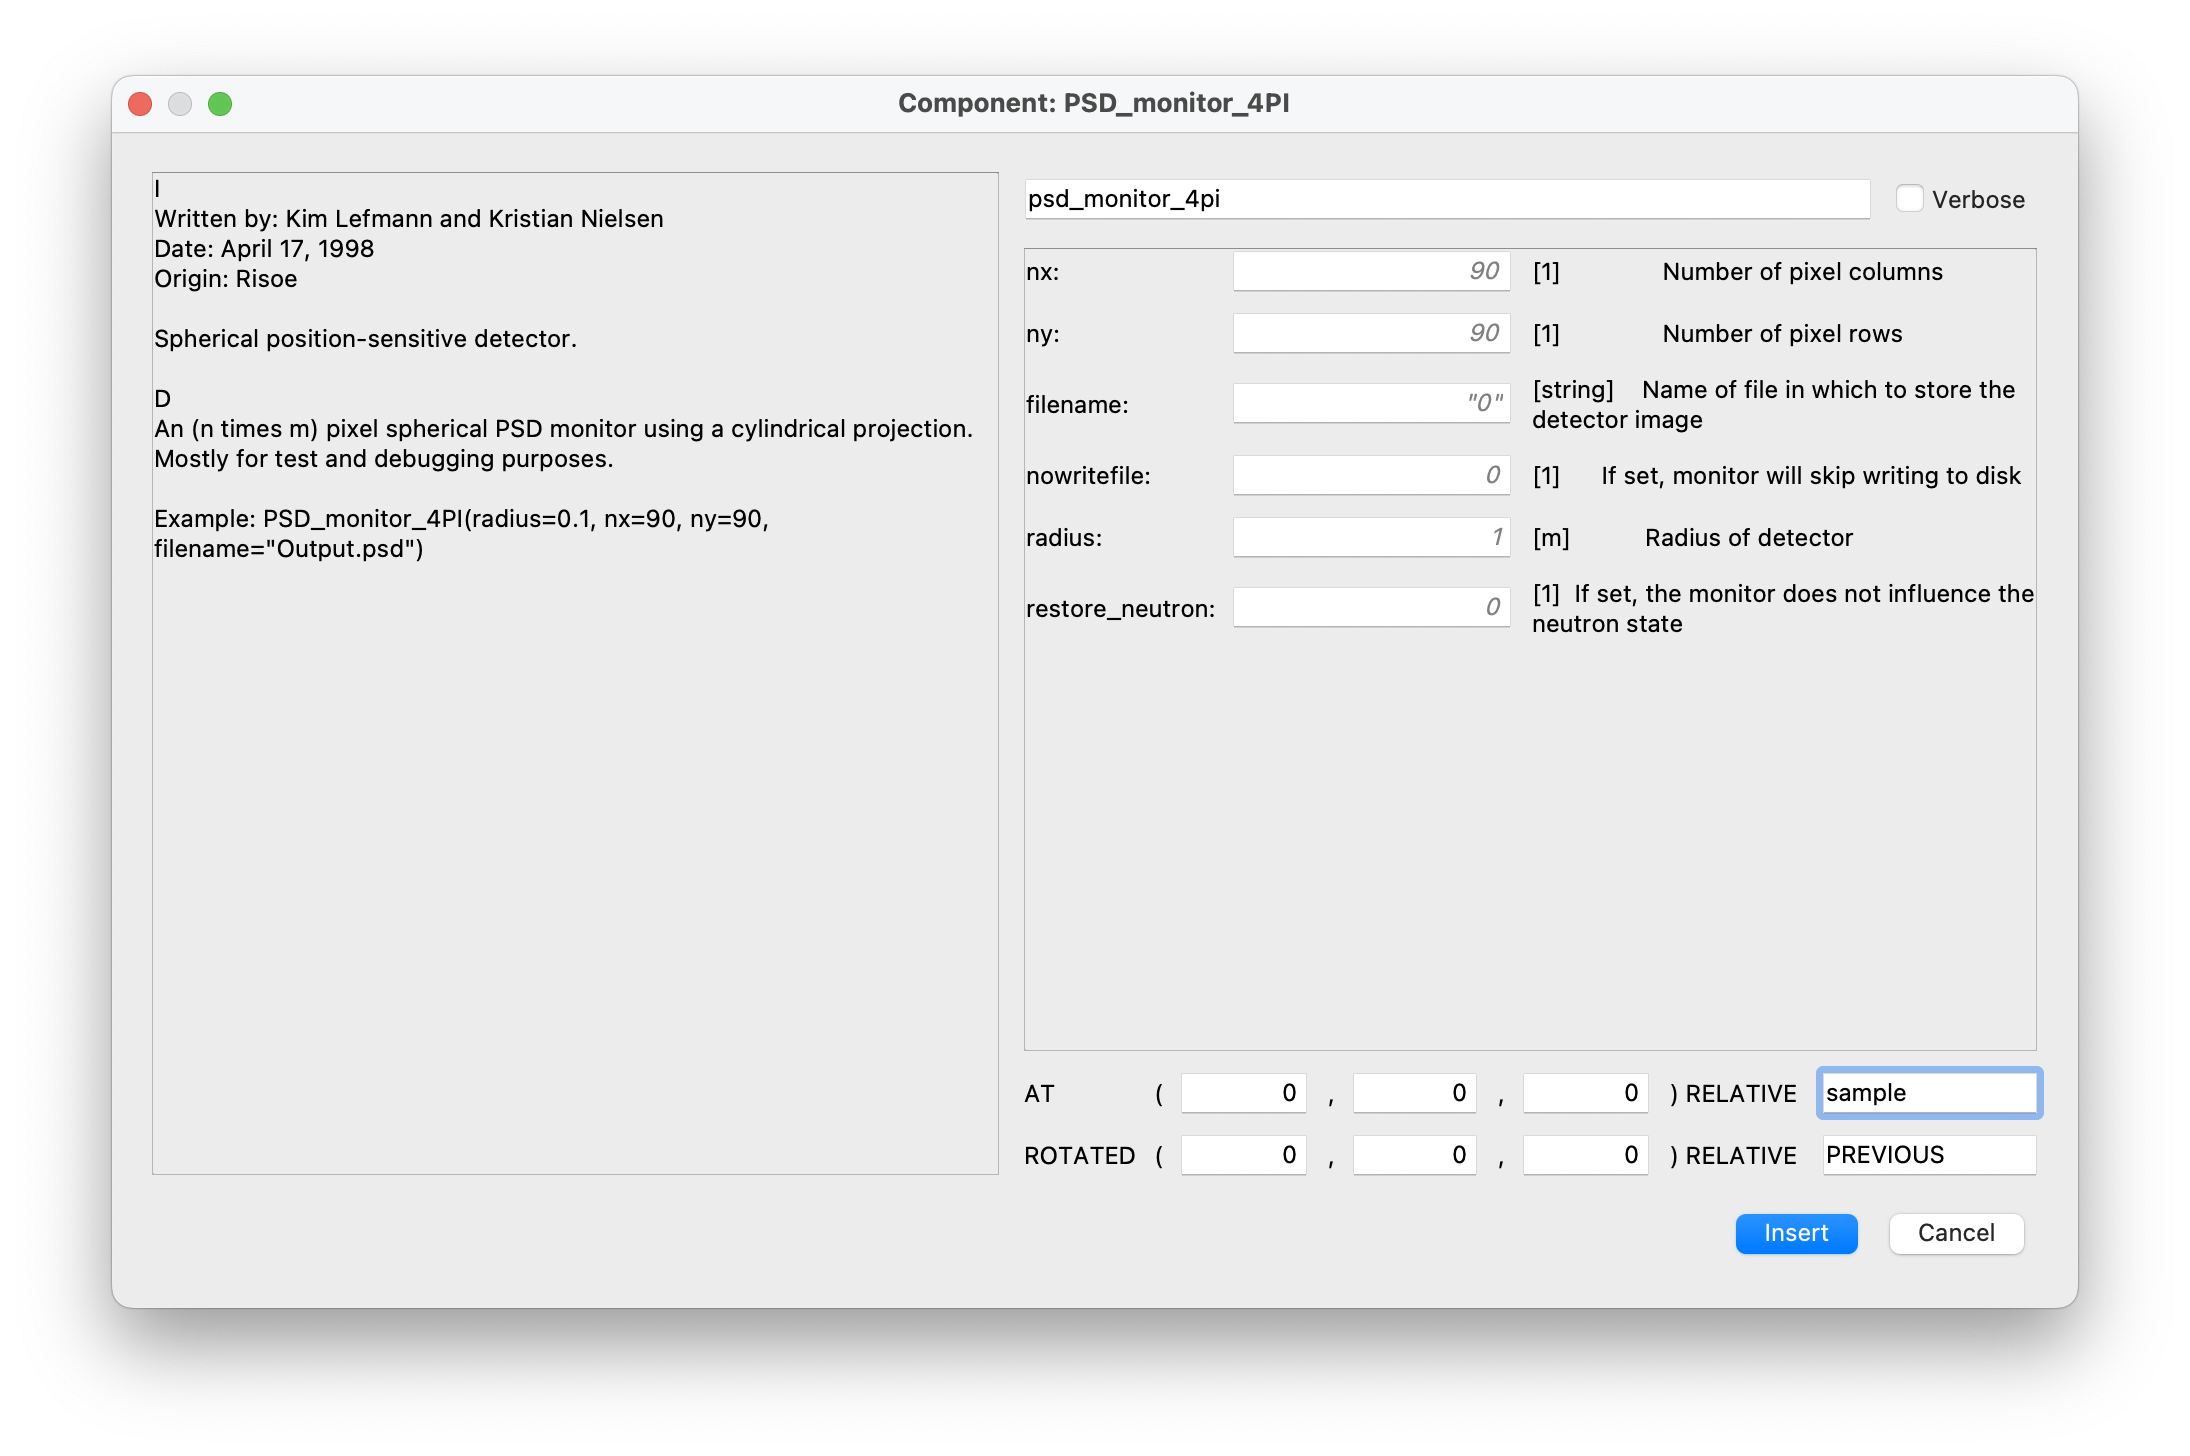 Component: PSD_monitor_4PI
I
Written by: Kim Lefmann and Kristian Nielsen
Date: April 17, 1998
Origin: Risoe
Spherical position-sensitive detector.
D
An (n times m) pixel spherical PSD monitor using a cylindrical projection.
Mostly for test and debugging purposes.
Example: PSD_monitor_4PI(radius=0.1, nx=90, ny=90,
filename="Output.psd")
psd_monitor_4pi Verbose
nx: 90 [1] Number of pixel columns
ny: 90 [1] Number of pixel rows
filename: "0" [string] Name of file in which to store the
detector image
nowritefile: 0 [1] If set, monitor will skip writing to disk
radius: 1 [m] Radius of detector
restore_neutron: 0 [1] If set, the monitor does not influence the
neutron state
AT ( 0 , 0 , 0 ) RELATIVE sample
ROTATED ( 0 , 0 , 0 ) RELATIVE PREVIOUS
Insert Cancel